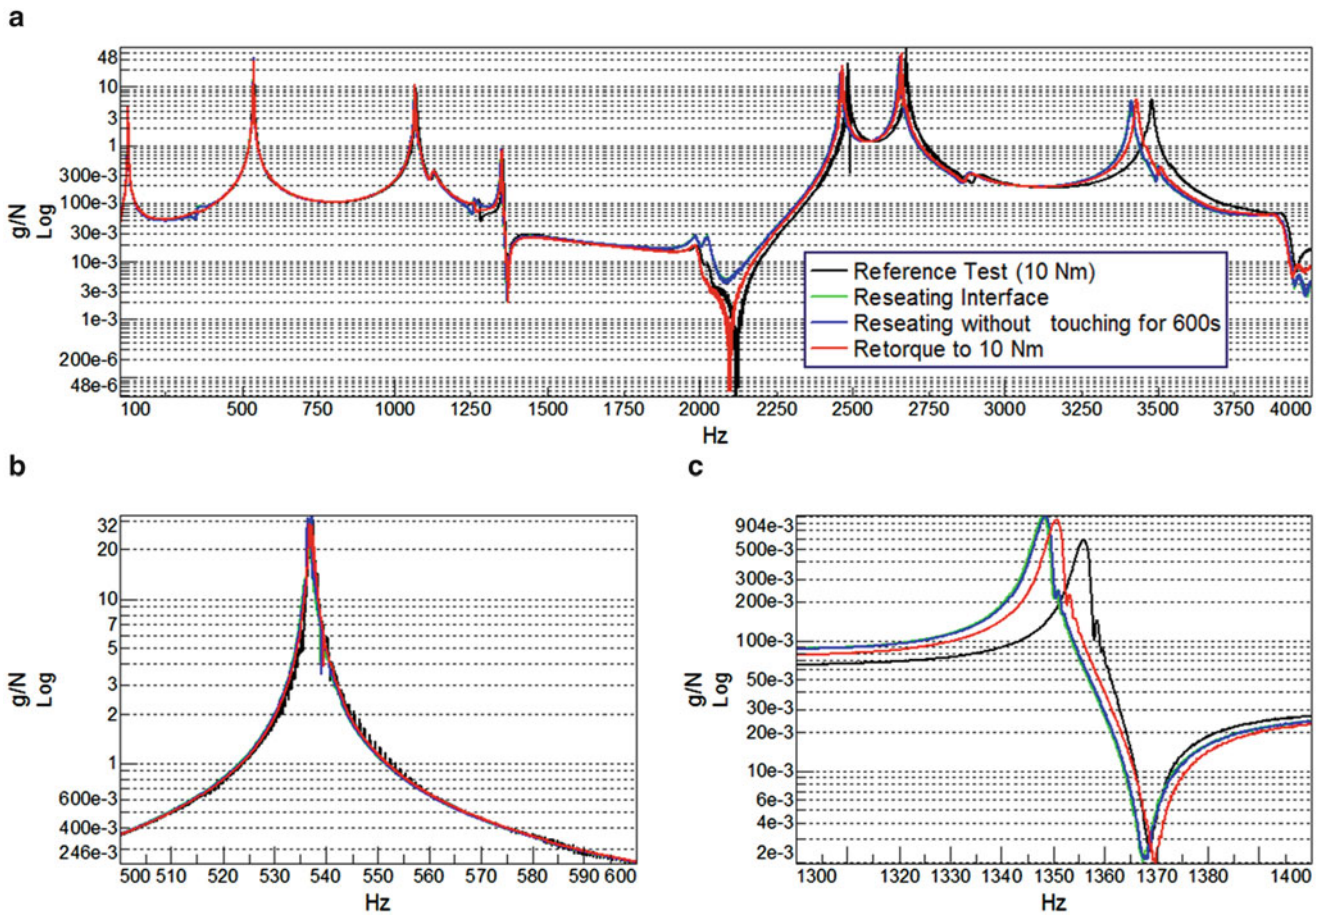 a
48
10
3
1
300e-3
100e-3
30e-3
10e-3
3e-3
1e-3
200e-6
48e-6
g/N
Log
100 500 750 1000 1250 1500 1750 2000 2250 2500 2750 3000 3250 3500 3750 4000
Hz
Reference Test (10 Nm)
Reseating Interface
Reseating without touching for 600s
Retorque to 10 Nm
b
32
20
10
7
5
3
2
1
600e-3
400e-3
246e-3
g/N
Log
500 510 520 530 540 550 560 570 580 590 600
Hz
c
904e-3
500e-3
300e-3
200e-3
100e-3
50e-3
30e-3
20e-3
10e-3
6e-3
4e-3
2e-3
g/N
Log
1300 1320 1330 1340 1350 1360 1370 1380 1400
Hz